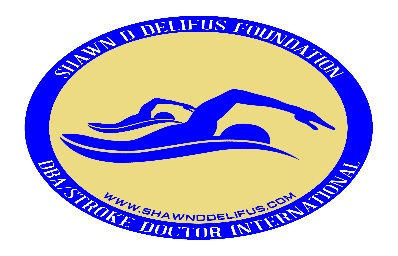 SHAWN D DELIFUS FOUNDATION
WWW.SHAWNDDELIFUS.COM
DBA/STROKE DOCTOR INTERNATIONAL